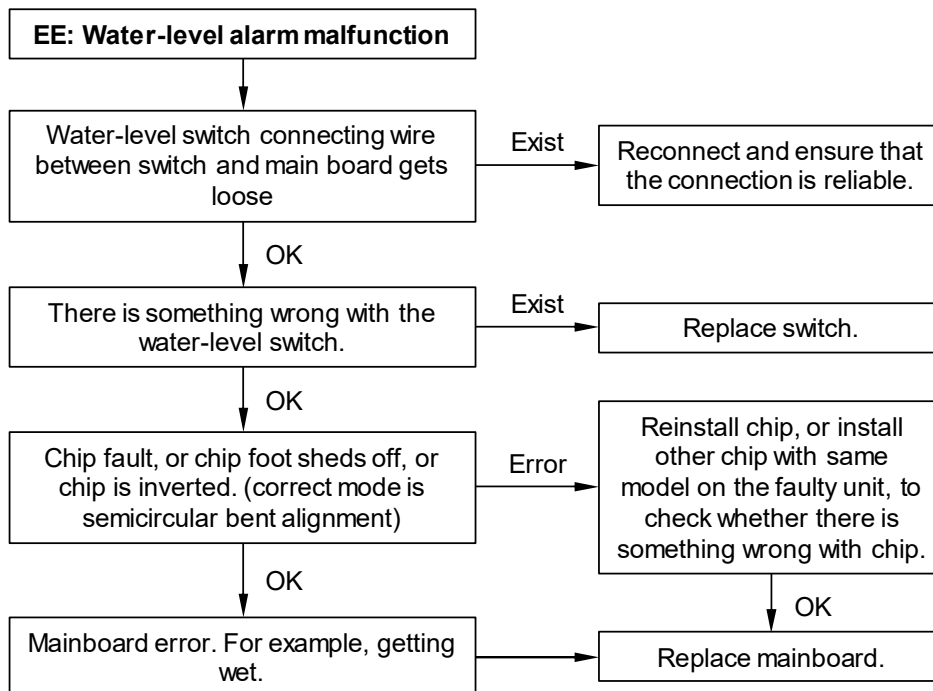 EE: Water-level alarm malfunction
Water-level switch connecting wire
between switch and main board gets
loose
Exist
Reconnect and ensure that
the connection is reliable.
OK
There is something wrong with the
water-level switch.
Exist
Replace switch.
OK
Chip fault, or chip foot sheds off, or
chip is inverted. (correct mode is
semicircular bent alignment)
Error
Reinstall chip, or install
other chip with same
model on the faulty unit, to
check whether there is
something wrong with chip.
OK
OK
Mainboard error. For example, getting
wet.
Replace mainboard.